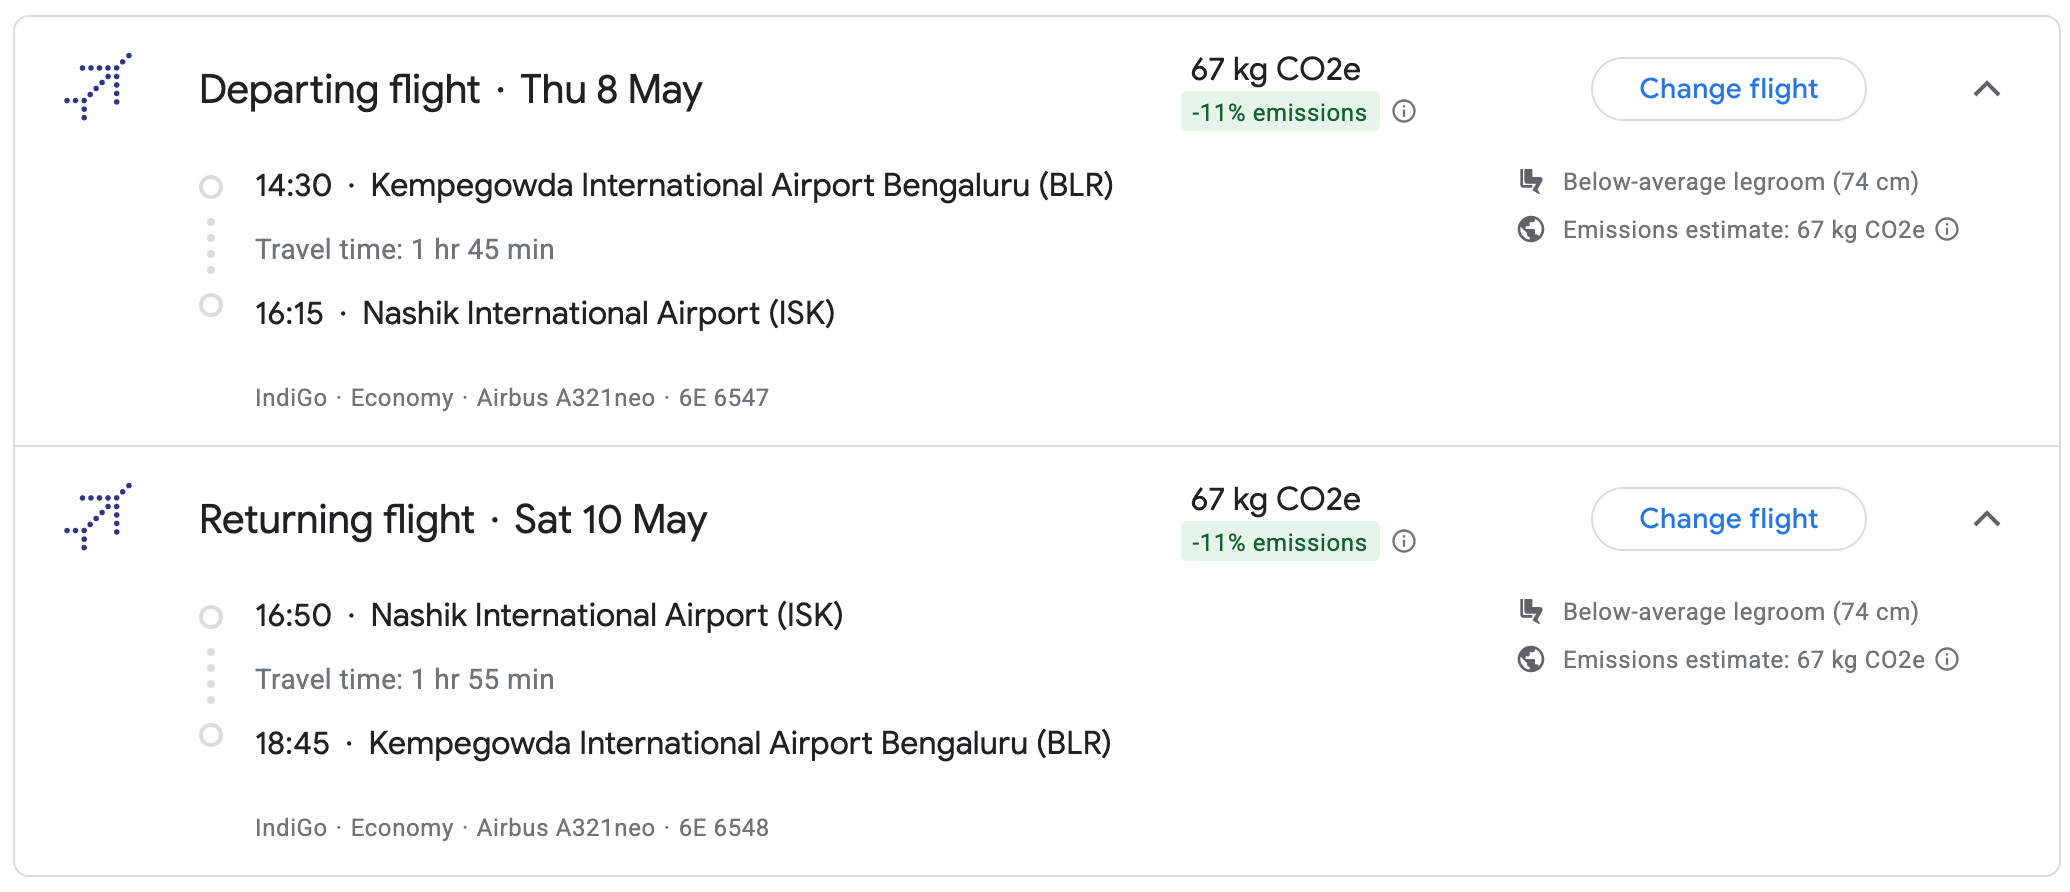 Departing flight · Thu 8 May
67 kg CO2e
-11% emissions
Change flight
14:30 · Kempegowda International Airport Bengaluru (BLR)
Travel time: 1 hr 45 min
16:15 · Nashik International Airport (ISK)
IndiGo · Economy · Airbus A321neo · 6E 6547
Below-average legroom (74 cm)
Emissions estimate: 67 kg CO2e
Returning flight · Sat 10 May
67 kg CO2e
-11% emissions
Change flight
16:50 · Nashik International Airport (ISK)
Travel time: 1 hr 55 min
18:45 · Kempegowda International Airport Bengaluru (BLR)
IndiGo · Economy · Airbus A321neo · 6E 6548
Below-average legroom (74 cm)
Emissions estimate: 67 kg CO2e